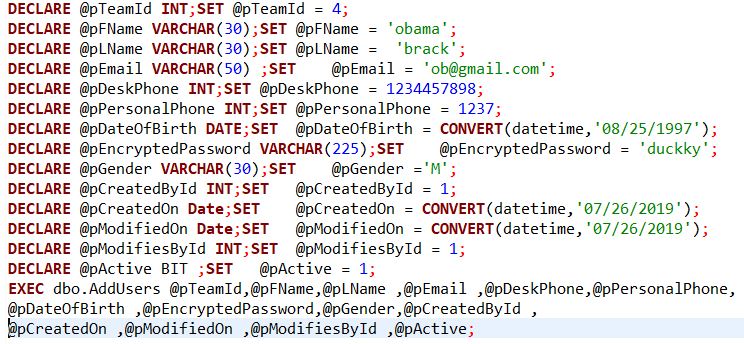 DECLARE @pTeamId INT;SET @pTeamId = 4;
DECLARE @pFName VARCHAR(30);SET @pFName = 'obama';
DECLARE @pLName VARCHAR(30);SET @pLName =  'brack';
DECLARE @pEmail VARCHAR(50) ;SET    @pEmail = 'ob@gmail.com';
DECLARE @pDeskPhone INT;SET @pDeskPhone = 1234457898;
DECLARE @pPersonalPhone INT;SET @pPersonalPhone = 1237;
DECLARE @pDateOfBirth DATE;SET  @pDateOfBirth = CONVERT(datetime,'08/25/1997');
DECLARE @pEncryptedPassword VARCHAR(225);SET    @pEncryptedPassword = 'duckky';
DECLARE @pGender VARCHAR(30);SET    @pGender ='M';
DECLARE @pCreatedById INT;SET   @pCreatedById = 1;
DECLARE @pCreatedOn Date;SET    @pCreatedOn = CONVERT(datetime,'07/26/2019');
DECLARE @pModifiedOn Date;SET   @pModifiedOn = CONVERT(datetime,'07/26/2019');
DECLARE @pModifiesById INT;SET  @pModifiesById = 1;
DECLARE @pActive BIT ;SET   @pActive = 1;
EXEC dbo.AddUsers @pTeamId,@pFName,@pLName ,@pEmail ,@pDeskPhone,@pPersonalPhone,
@pDateOfBirth ,@pEncryptedPassword,@pGender,@pCreatedById ,
@pCreatedOn ,@pModifiedOn ,@pModifiesById ,@pActive;